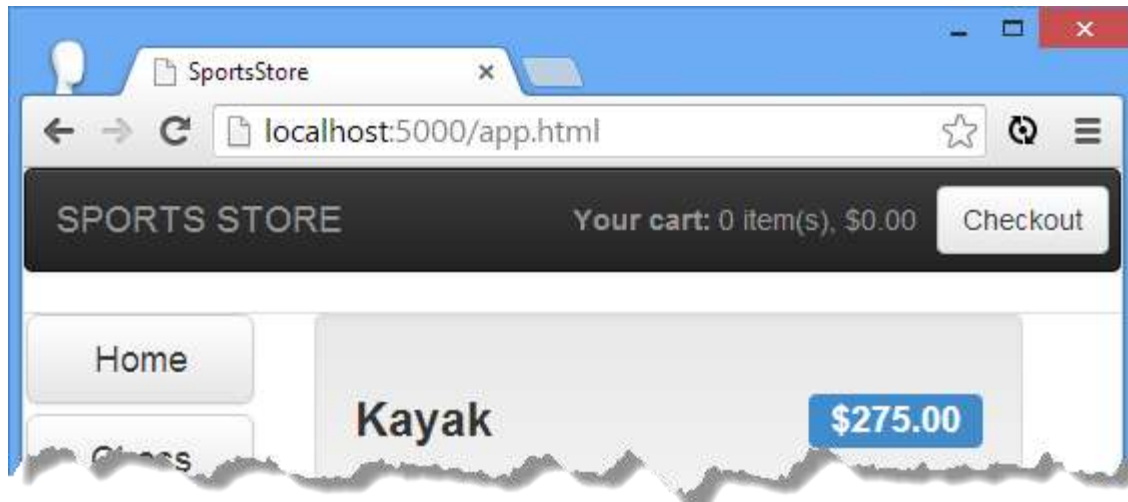 SportsStore
localhost:5000/app.html
SPORTS STORE Your cart: 0 item(s), $0.00 Checkout
Home
Kayak $275.00